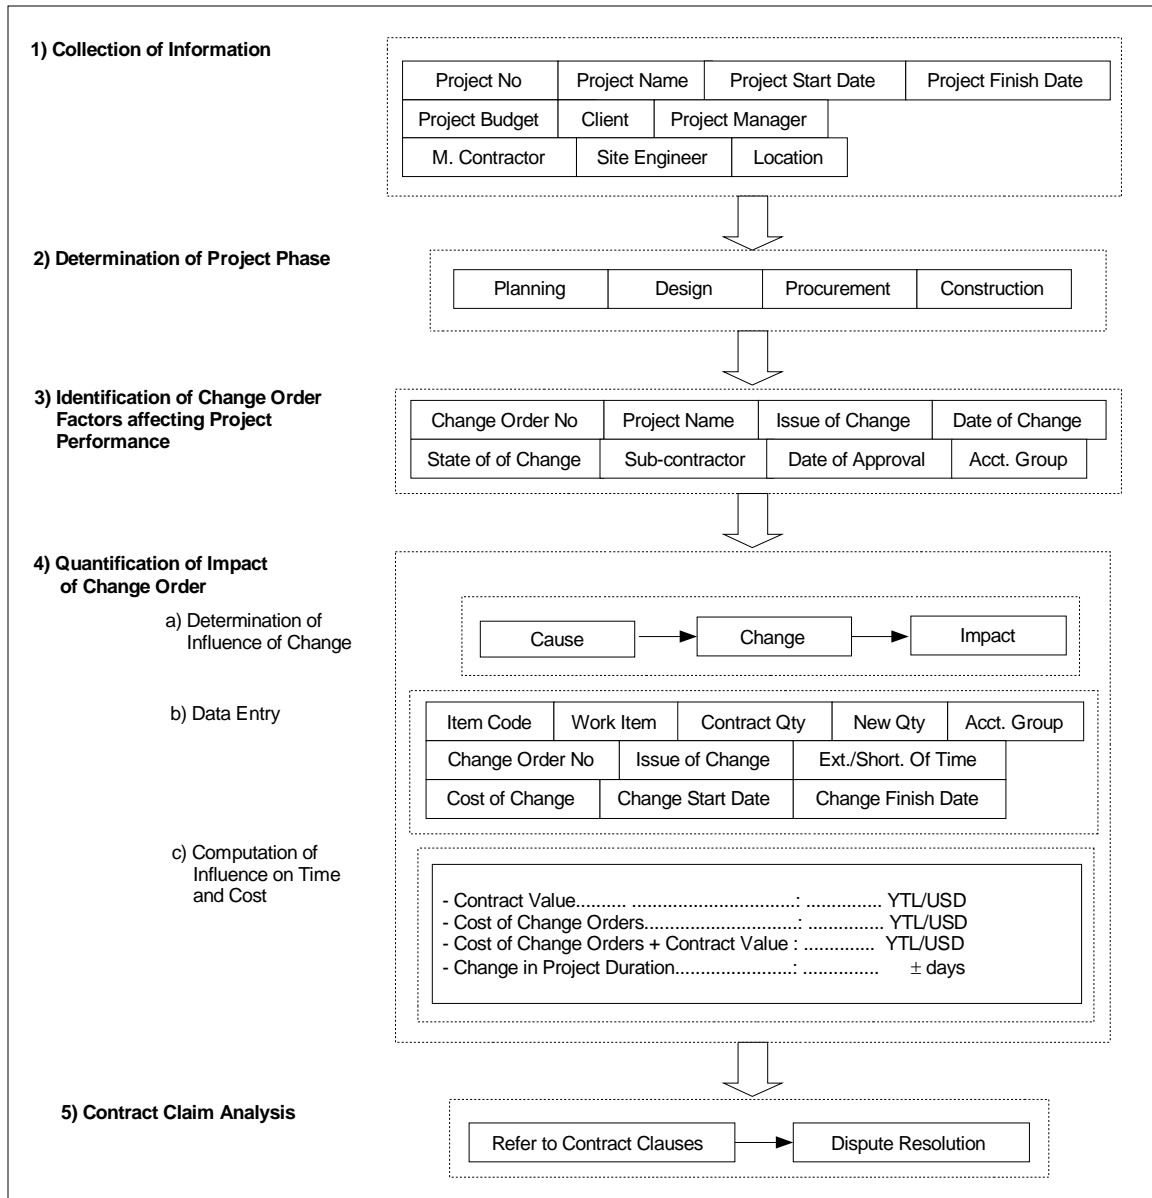 1) Collection of Information
Project No Project Name Project Start Date Project Finish Date
Project Budget Client Project Manager
M. Contractor Site Engineer Location
2) Determination of Project Phase
Planning Design Procurement Construction
3) Identification of Change Order
Factors affecting Project
Performance
Change Order No Project Name Issue of Change Date of Change
State of of Change Sub-contractor Date of Approval Acct. Group
4) Quantification of Impact
of Change Order
a) Determination of
Influence of Change
Cause Change Impact
b) Data Entry
Item Code Work Item Contract Qty New Qty Acct. Group
Change Order No Issue of Change Ext./Short. Of Time
Cost of Change Change Start Date Change Finish Date
c) Computation of
Influence on Time
and Cost
- Contract Value.......... ................................: ............... YTL/USD
- Cost of Change Orders.............................: ............... YTL/USD
- Cost of Change Orders + Contract Value : .............. YTL/USD
- Change in Project Duration.......................: ............... ± days
5) Contract Claim Analysis
Refer to Contract Clauses Dispute Resolution